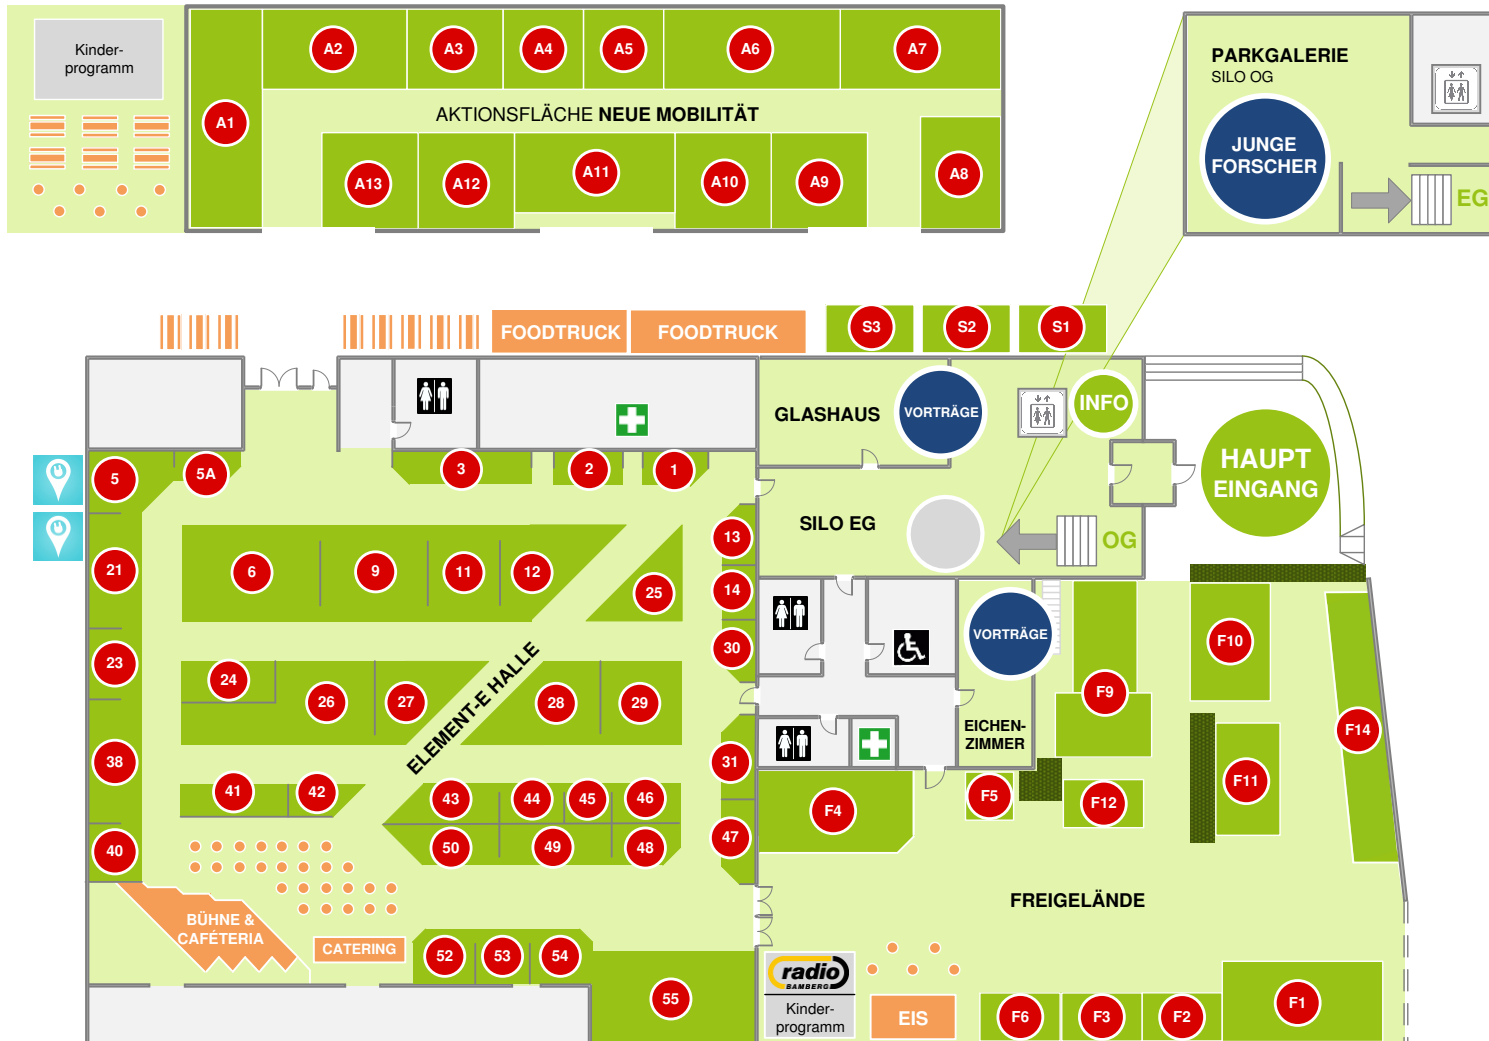 Kinder-
programm
A1
A2
A3
A4
A5
A6
A7
AKTIONSFLÄCHE NEUE MOBILITÄT
A13
A12
A11
A10
A9
A8
PARKGALERIE
SILO OG
JUNGE
FORSCHER
EG
FOODTRUCK
FOODTRUCK
S3
S2
S1
GLASHAUS
VORTRÄGE
INFO
HAUPT
EINGANG
SILO EG
OG
5
5A
3
2
1
21
6
9
11
12
25
13
14
23
24
26
27
28
29
30
ELEMENT-E HALLE
38
41
42
43
44
45
46
31
40
50
49
48
47
BÜHNE &
CAFÉTERIA
CATERING
52
53
54
55
VORTRÄGE
EICHEN-
ZIMMER
F10
F9
F14
F11
F5
F12
F4
FREIGELÄNDE
radio
BAMBERG
Kinder-
programm
EIS
F6
F3
F2
F1